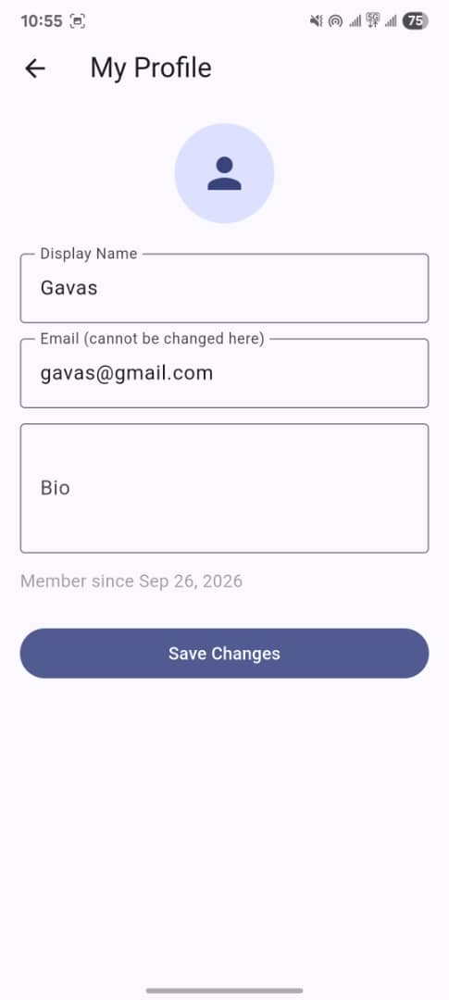 10:55
5G
75
My Profile
Display Name
Gavas
Email (cannot be changed here)
gavas@gmail.com
Bio
Member since Sep 26, 2026
Save Changes